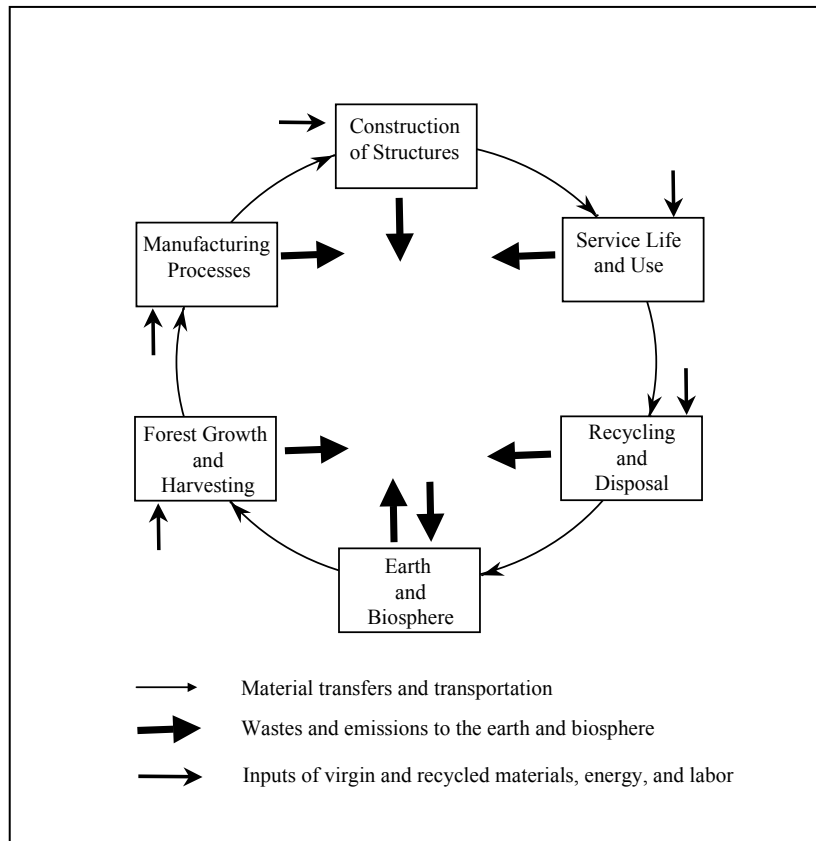 Construction
of Structures
Manufacturing
Processes
Service Life
and Use
Forest Growth
and
Harvesting
Recycling
and
Disposal
Earth
and
Biosphere
Material transfers and transportation
Wastes and emissions to the earth and biosphere
Inputs of virgin and recycled materials, energy, and labor